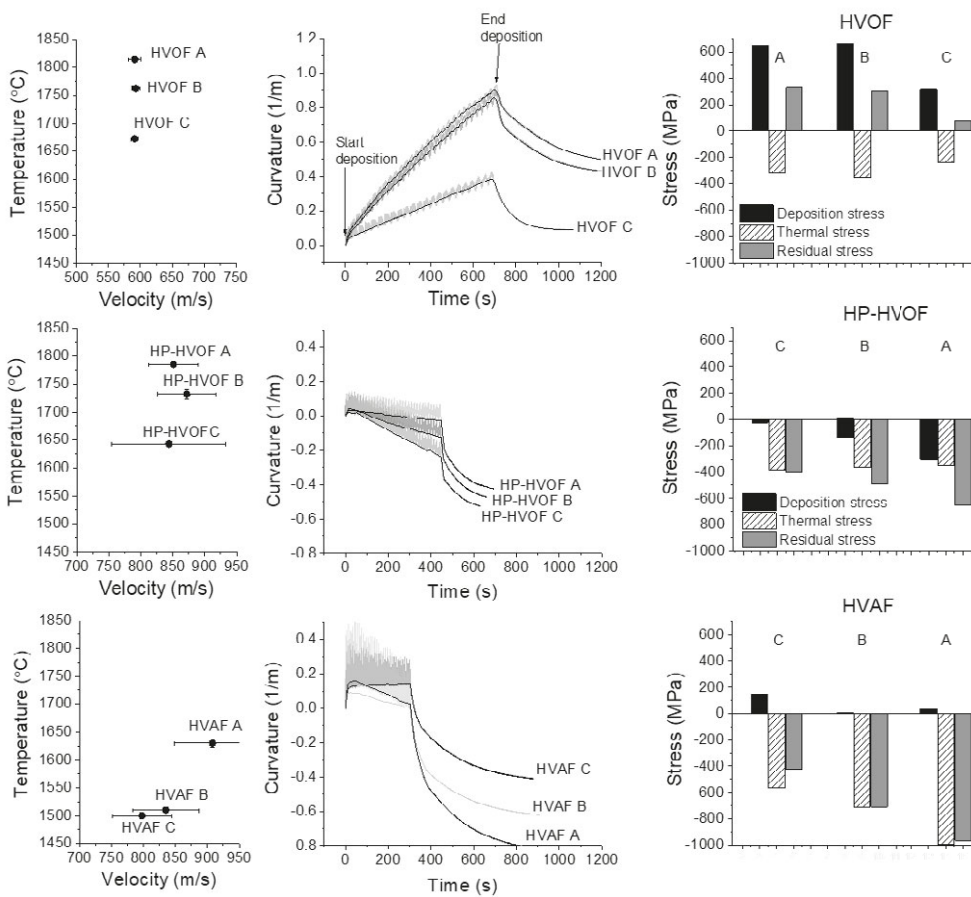 HVOF
1850
1800
1750
1700
1650
1600
1550
1500
1450
500 550 600 650 700 750
Temperature (°C)
Velocity (m/s)
HVOF A
HVOF B
HVOF C
1.2
1.0
0.8
0.6
0.4
0.2
0.0
0 200 400 600 800 1000 1200
Curvature (1/m)
Time (s)
Start
deposition
End
deposition
HVOF A
HVOF B
HVOF C
600
400
200
0
-200
-400
-600
-800
-1000
Stress (MPa)
A B C
Deposition stress
Thermal stress
Residual stress
HP-HVOF
1850
1800
1750
1700
1650
1600
1550
1500
1450
700 750 800 850 900 950
Temperature (°C)
Velocity (m/s)
HP-HVOF A
HP-HVOF B
HP-HVOFC
0.4
0.2
0.0
-0.2
-0.4
-0.6
-0.8
0 200 400 600 800 1000 1200
Curvature (1/m)
Time (s)
HP-HVOF A
HP-HVOF B
HP-HVOF C
600
400
200
0
-200
-400
-600
-800
-1000
Stress (MPa)
C B A
Deposition stress
Thermal stress
Residual stress
HVAF
1850
1800
1750
1700
1650
1600
1550
1500
1450
700 750 800 850 900 950
Temperature (°C)
Velocity (m/s)
HVAF A
HVAF B
HVAF C
0.4
0.2
0.0
-0.2
-0.4
-0.6
0.8
0 200 400 600 800 1000 1200
Curvature (1/m)
Time (s)
HVAF C
HVAF B
HVAF A
600
400
200
0
-200
-400
-600
-800
-1000
Stress (MPa)
C B A